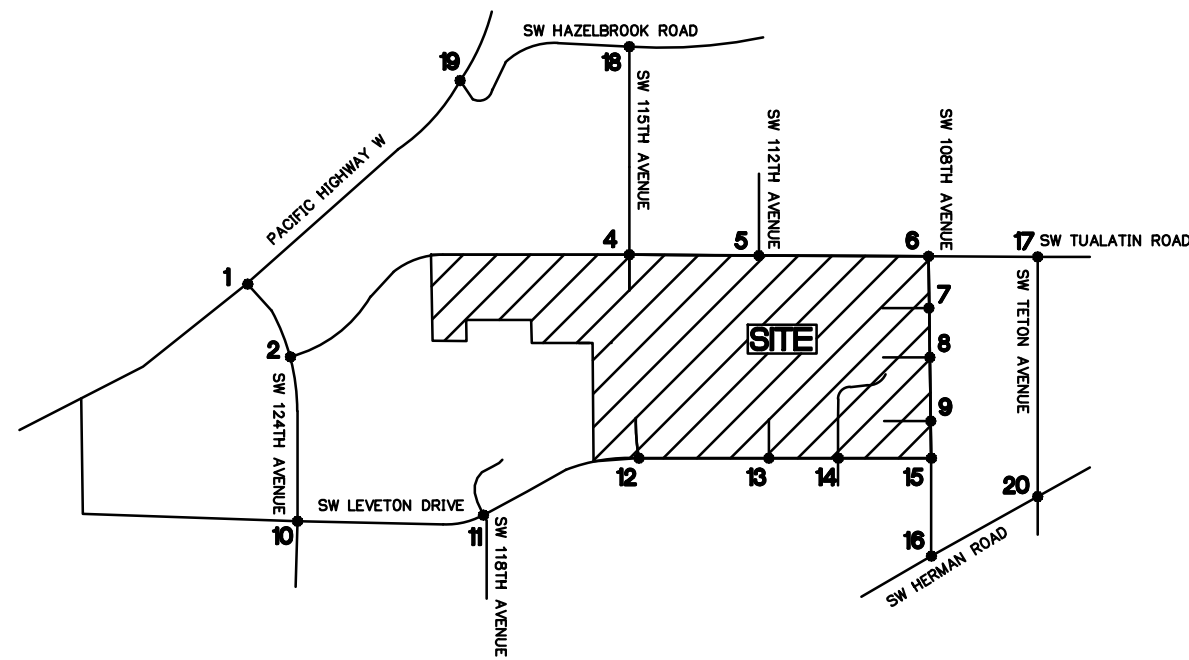 SW HAZELBROOK ROAD
19
18
SW 115TH AVENUE
PACIFIC HIGHWAY W
SW 112TH AVENUE
SW 108TH AVENUE
4
5
6
17
SW TUALATIN ROAD
1
7
SW TETON AVENUE
2
SITE
8
SW 124TH AVENUE
9
12
13
14
15
20
SW LEVETON DRIVE
10
11
SW 118TH AVENUE
16
SW HERMAN ROAD